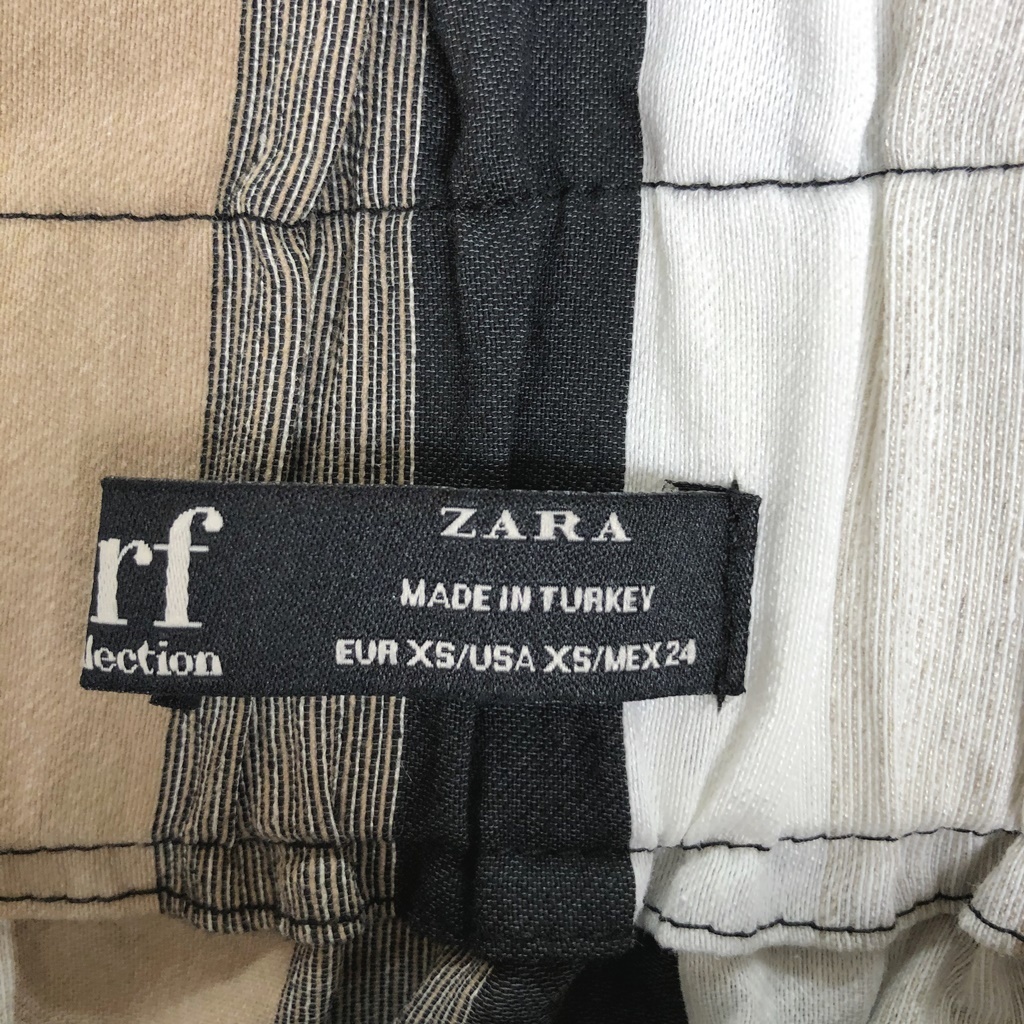 rf
llection
ZARA
MADE IN TURKEY
EUR XS/USA XS/MEX 24